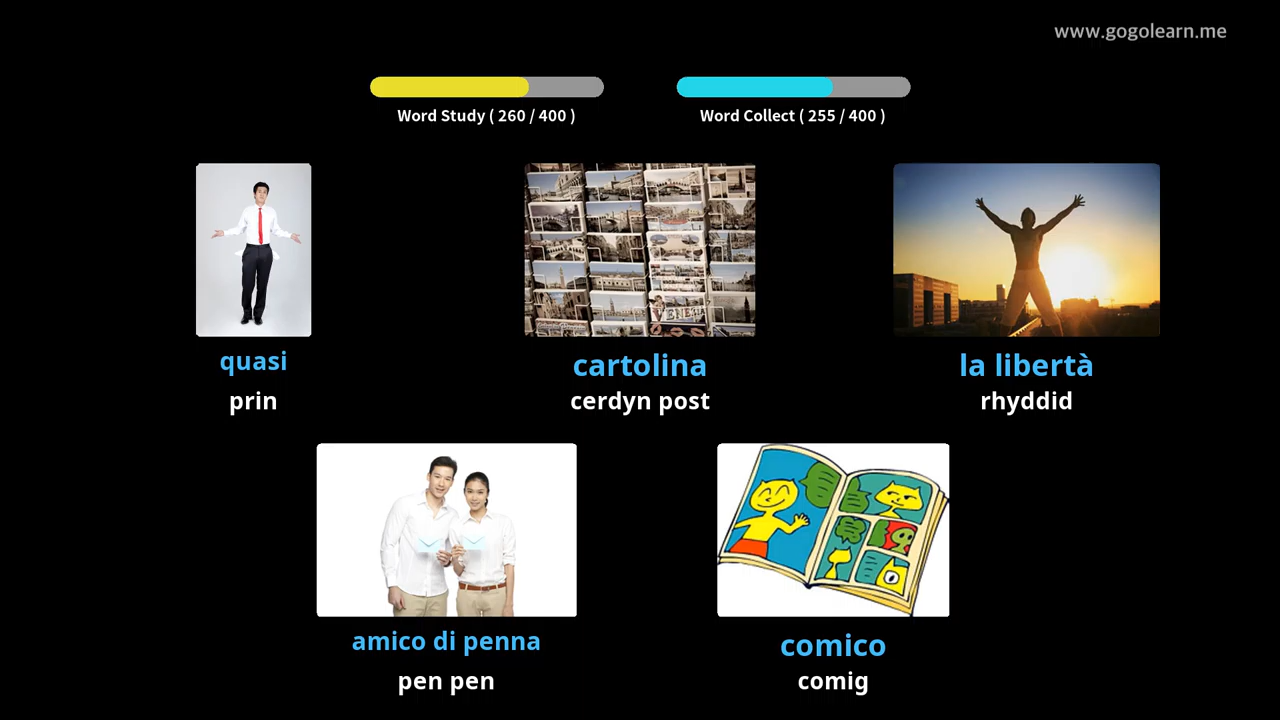 www.gogolearn.me
Word Study ( 260 / 400 )
Word Collect ( 255 / 400 )
quasi
prin
cartolina
cerdyn post
la libertà
rhyddid
amico di penna
pen pen
comico
comig